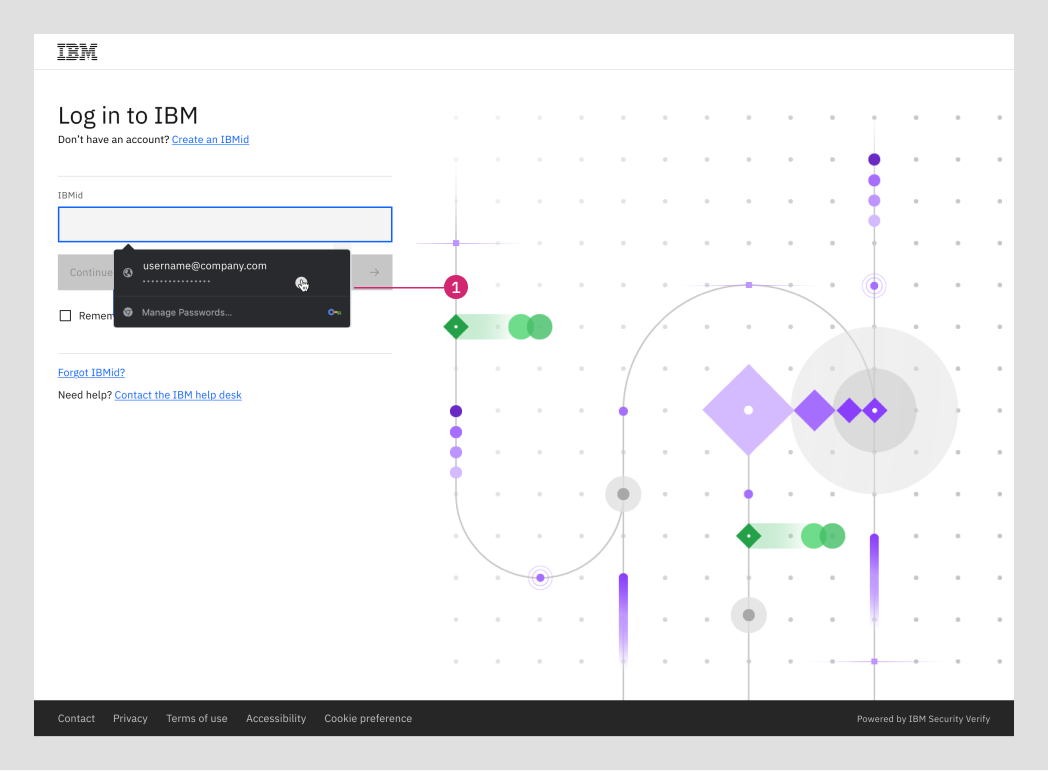 IBM
Log in to IBM
Don't have an account? Create an IBMid
IBMid
Continue
username@company.com
Manage Passwords...
1
Forgot IBMid?
Need help? Contact the IBM help desk
Contact Privacy Terms of use Accessibility Cookie preference
Powered by IBM Security Verify